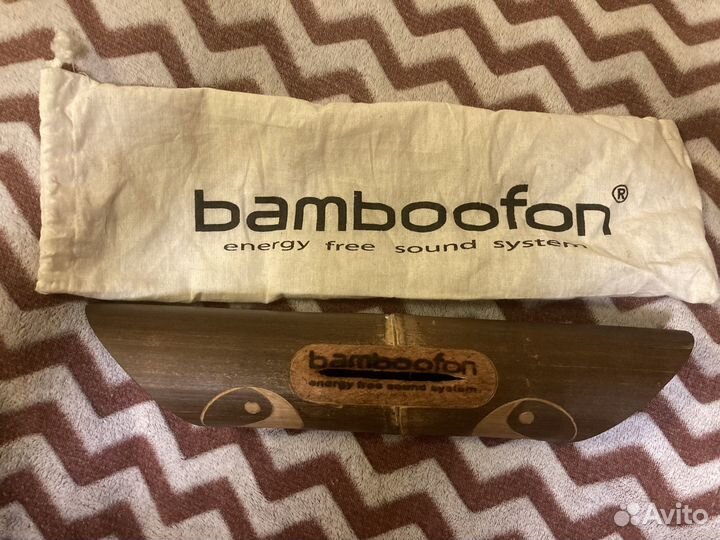 bamboofon®
energy free sound system
bamboofon
energy free sound system
Avito